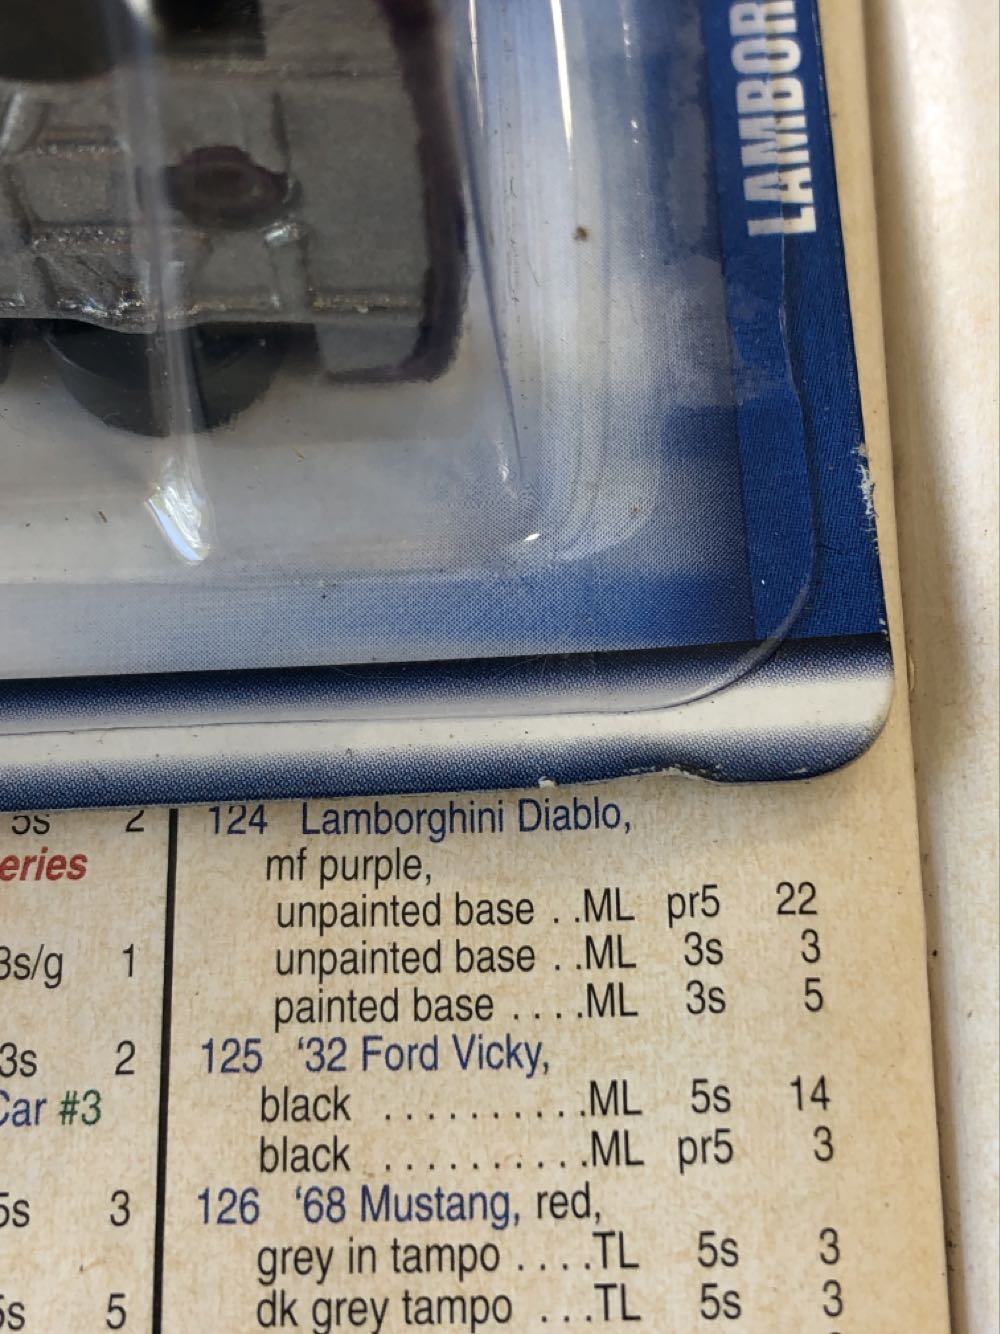 LAMBOR
5s 2
eries
3s/g 1
3s 2
Car #3
5s 3
5s 5
124 Lamborghini Diablo,
mf purple,
unpainted base . .ML pr5 22
unpainted base . .ML 3s 3
painted base . . . .ML 3s 5
125 ‘32 Ford Vicky,
black . . . . . . . . . .ML 5s 14
black . . . . . . . . . .ML pr5 3
126 ‘68 Mustang, red,
grey in tampo . . . .TL 5s 3
dk grey tampo . . .TL 5s 3